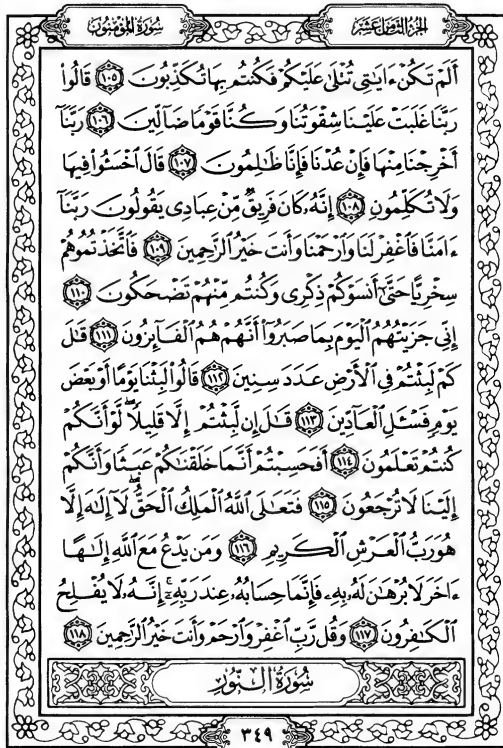 الجزء الثامن عشر
سورة المؤمنون
أَلَمْ تَكُنْ ءَايَٰتِى تُتْلَىٰ عَلَيْكُمْ فَكُنتُم بِهَا تُكَذِّبُونَ ١٠٥ قَالُوا۟
رَبَّنَا غَلَبَتْ عَلَيْنَا شِقْوَتُنَا وَكُنَّا قَوْمًا ضَآلِّينَ ١٠٦ رَبَّنَآ
أَخْرِجْنَا مِنْهَا فَإِنْ عُدْنَا فَإِنَّا ظَٰلِمُونَ ١٠٧ قَالَ ٱخْسَـُٔوا۟ فِيهَا
وَلَا تُكَلِّمُونِ ١٠٨ إِنَّهُۥ كَانَ فَرِيقٌ مِّنْ عِبَادِى يَقُولُونَ رَبَّنَآ
ءَامَنَّا فَٱغْفِرْ لَنَا وَٱرْحَمْنَا وَأَنتَ خَيْرُ ٱلرَّٰحِمِينَ ١٠٩ فَٱتَّخَذْتُمُوهُمْ
سِخْرِيًّا حَتَّىٰٓ أَنسَوْكُمْ ذِكْرِى وَكُنتُم مِّنْهُمْ تَضْحَكُونَ ١١٠
إِنِّى جَزَيْتُهُمُ ٱلْيَوْمَ بِمَا صَبَرُوٓا۟ أَنَّهُمْ هُمُ ٱلْفَآئِزُونَ ١١١ قَٰلَ
كَمْ لَبِثْتُمْ فِى ٱلْأَرْضِ عَدَدَ سِنِينَ ١١٢ قَالُوا۟ لَبِثْنَا يَوْمًا أَوْ بَعْضَ
يَوْمٍ فَسْـَٔلِ ٱلْعَآدِّينَ ١١٣ قَٰلَ إِن لَّبِثْتُمْ إِلَّا قَلِيلًا ۖ لَّوْ أَنَّكُمْ
كُنتُمْ تَعْلَمُونَ ١١٤ أَفَحَسِبْتُمْ أَنَّمَا خَلَقْنَٰكُمْ عَبَثًا وَأَنَّكُمْ
إِلَيْنَا لَا تُرْجَعُونَ ١١٥ فَتَعَٰلَى ٱللَّهُ ٱلْمَلِكُ ٱلْحَقُّ ۖ لَآ إِلَٰهَ إِلَّا
هُوَ رَبُّ ٱلْعَرْشِ ٱلْكَرِيمِ ١١٦ وَمَن يَدْعُ مَعَ ٱللَّهِ إِلَٰهًا
ءَاخَرَ لَا بُرْهَٰنَ لَهُۥ بِهِۦ فَإِنَّمَا حِسَابُهُۥ عِندَ رَبِّهِۦٓ ۚ إِنَّهُۥ لَا يُفْلِحُ
ٱلْكَٰفِرُونَ ١١٧ وَقُل رَّبِّ ٱغْفِرْ وَٱرْحَمْ وَأَنتَ خَيْرُ ٱلرَّٰحِمِينَ ١١٨
سُورَةُ النُّورِ
٣٤٩